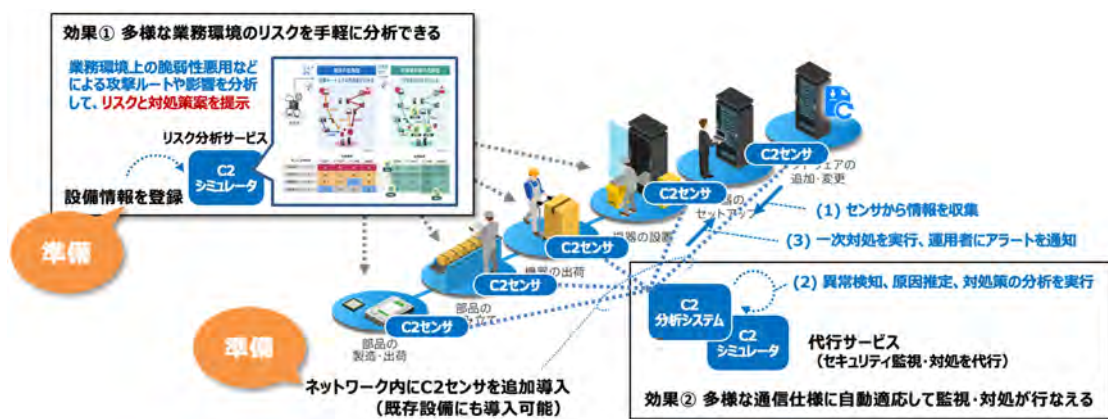 効果① 多様な業務環境のリスクを手軽に分析できる
業務環境上の脆弱性悪用など
による攻撃ルートや影響を分析
して、リスクと対処策案を提示
リスク分析サービス
C2
シミュレータ
設備情報を登録
準備
準備
C2センサ
C2センサ
C2センサ
C2センサ
C2センサ
C2センサ
追加・変更
セットアップ
機器の設置
機器の出荷
部品の
部品の
製造・出荷
(1) センサから情報を収集
(3) 一次対処を実行、運用者にアラートを通知
(2) 異常検知、原因推定、対処策の分析を実行
C2
分析システム
C2
シミュレータ
代行サービス
(セキュリティ監視・対処を代行)
効果② 多様な通信仕様に自動適応して監視・対処が行なえる
ネットワーク内にC2センサを追加導入
(既存設備にも導入可能)